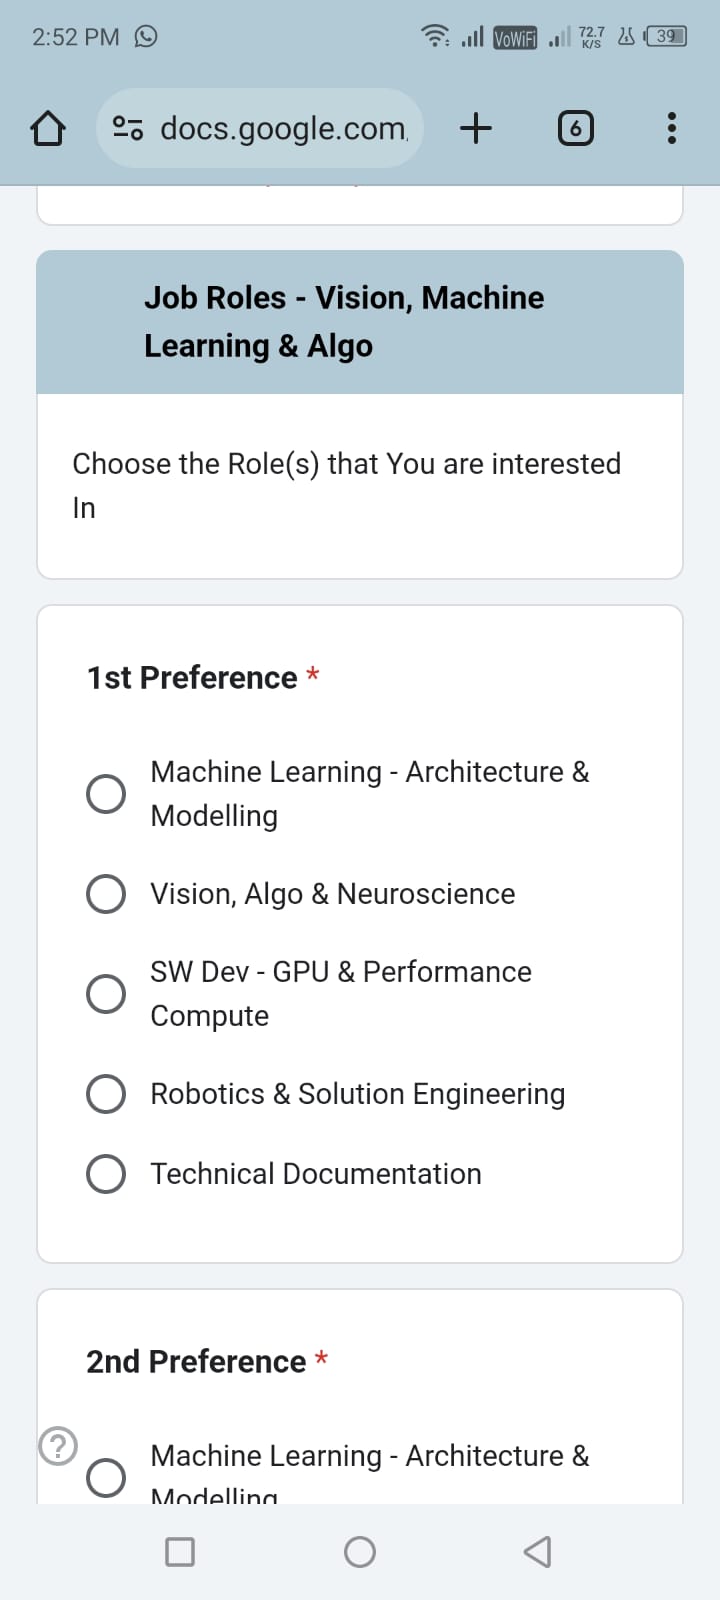 2:52 PM
VoWiFi
72.7
K/S
39
docs.google.com
6
Job Roles - Vision, Machine
Learning & Algo
Choose the Role(s) that You are interested
In
1st Preference *
Machine Learning - Architecture &
Modelling
Vision, Algo & Neuroscience
SW Dev - GPU & Performance
Compute
Robotics & Solution Engineering
Technical Documentation
2nd Preference *
?
Machine Learning - Architecture &
Modelling